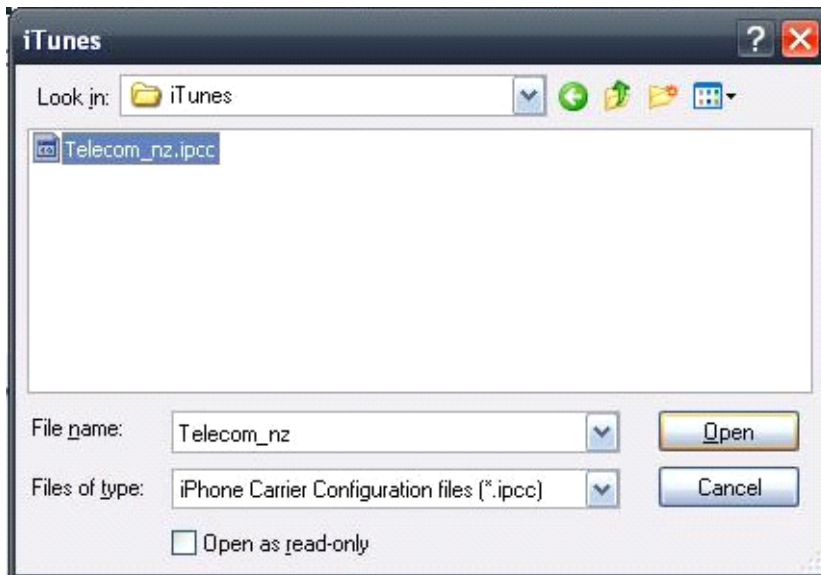 iTunes
Look in: iTunes
Telecom_nz.ipcc
File name: Telecom_nz Open
Files of type: iPhone Carrier Configuration files (*.ipcc) Cancel
Open as read-only